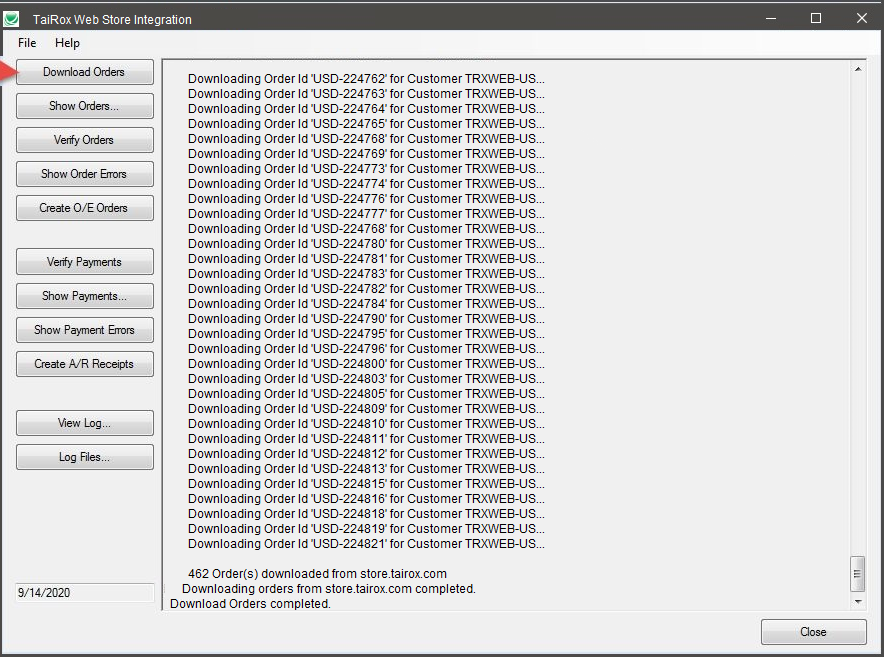 TaiRox Web Store Integration
File Help
Download Orders
Show Orders...
Verify Orders
Show Order Errors
Create O/E Orders
Verify Payments
Show Payments...
Show Payment Errors
Create A/R Receipts
View Log...
Log Files...
9/14/2020
Downloading Order Id 'USD-224762' for Customer TRXWEB-US...
Downloading Order Id 'USD-224763' for Customer TRXWEB-US...
Downloading Order Id 'USD-224764' for Customer TRXWEB-US...
Downloading Order Id 'USD-224765' for Customer TRXWEB-US...
Downloading Order Id 'USD-224768' for Customer TRXWEB-US...
Downloading Order Id 'USD-224769' for Customer TRXWEB-US...
Downloading Order Id 'USD-224773' for Customer TRXWEB-US...
Downloading Order Id 'USD-224774' for Customer TRXWEB-US...
Downloading Order Id 'USD-224776' for Customer TRXWEB-US...
Downloading Order Id 'USD-224777' for Customer TRXWEB-US...
Downloading Order Id 'USD-224768' for Customer TRXWEB-US...
Downloading Order Id 'USD-224780' for Customer TRXWEB-US...
Downloading Order Id 'USD-224781' for Customer TRXWEB-US...
Downloading Order Id 'USD-224783' for Customer TRXWEB-US...
Downloading Order Id 'USD-224782' for Customer TRXWEB-US...
Downloading Order Id 'USD-224784' for Customer TRXWEB-US...
Downloading Order Id 'USD-224790' for Customer TRXWEB-US...
Downloading Order Id 'USD-224795' for Customer TRXWEB-US...
Downloading Order Id 'USD-224796' for Customer TRXWEB-US...
Downloading Order Id 'USD-224800' for Customer TRXWEB-US...
Downloading Order Id 'USD-224803' for Customer TRXWEB-US...
Downloading Order Id 'USD-224805' for Customer TRXWEB-US...
Downloading Order Id 'USD-224809' for Customer TRXWEB-US...
Downloading Order Id 'USD-224810' for Customer TRXWEB-US...
Downloading Order Id 'USD-224811' for Customer TRXWEB-US...
Downloading Order Id 'USD-224812' for Customer TRXWEB-US...
Downloading Order Id 'USD-224813' for Customer TRXWEB-US...
Downloading Order Id 'USD-224815' for Customer TRXWEB-US...
Downloading Order Id 'USD-224816' for Customer TRXWEB-US...
Downloading Order Id 'USD-224818' for Customer TRXWEB-US...
Downloading Order Id 'USD-224819' for Customer TRXWEB-US...
Downloading Order Id 'USD-224821' for Customer TRXWEB-US...
462 Order(s) downloaded from store.tairox.com
Downloading orders from store.tairox.com completed.
Download Orders completed.
Close